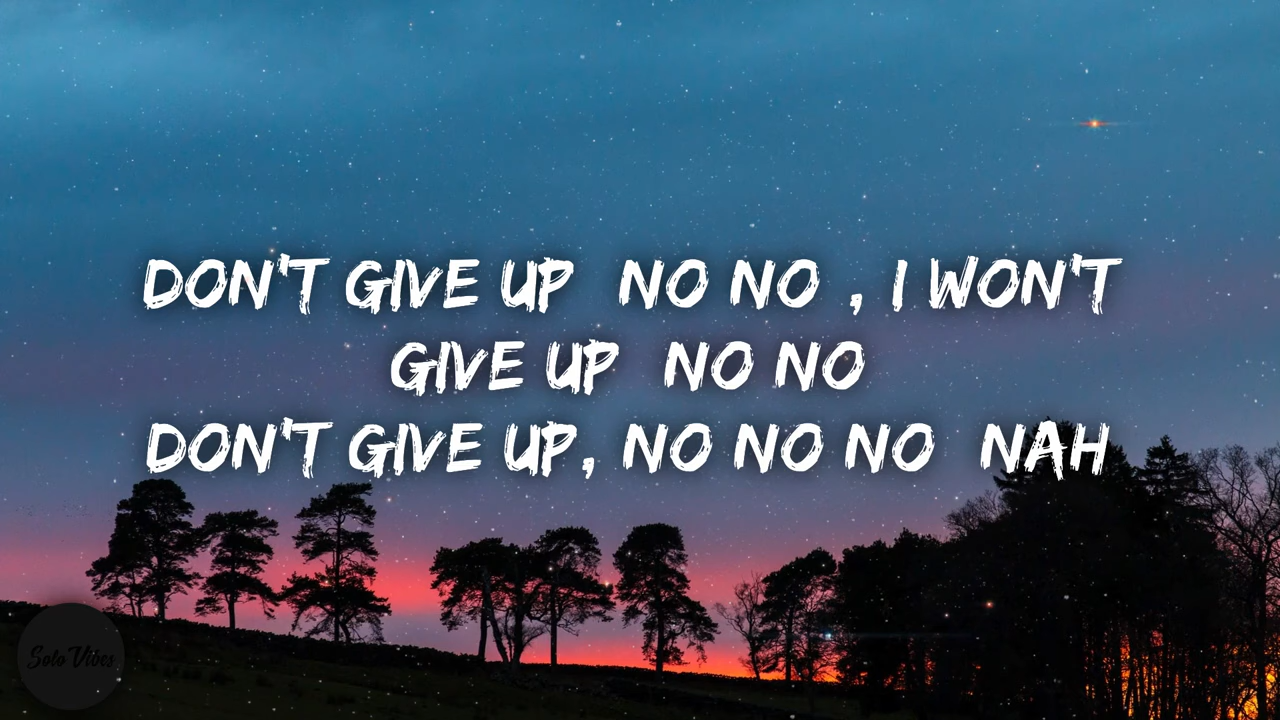 DON'T GIVE UP NO NO , I WON'T
GIVE UP NO NO
DON'T GIVE UP, NO NO NO NAH
Solo Vibes